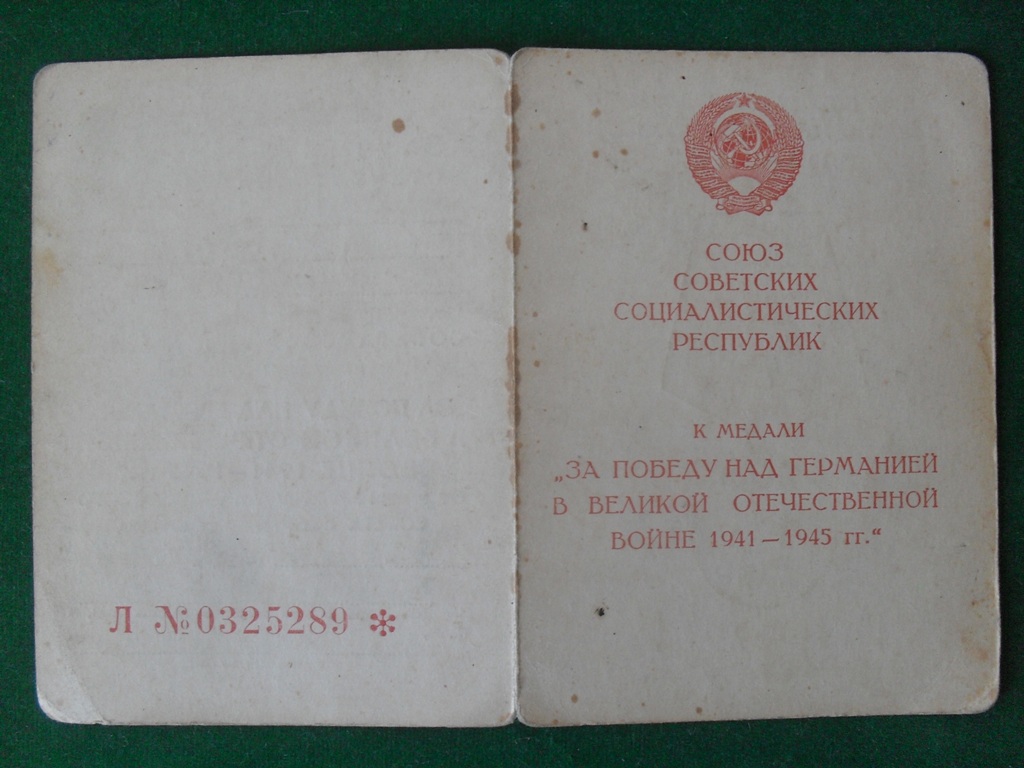 Л №0325289 *
СОЮЗ
СОВЕТСКИХ
СОЦИАЛИСТИЧЕСКИХ
РЕСПУБЛИК
К МЕДАЛИ
„ЗА ПОБЕДУ НАД ГЕРМАНИЕЙ
В ВЕЛИКОЙ ОТЕЧЕСТВЕННОЙ
ВОЙНЕ 1941 — 1945 гг.“